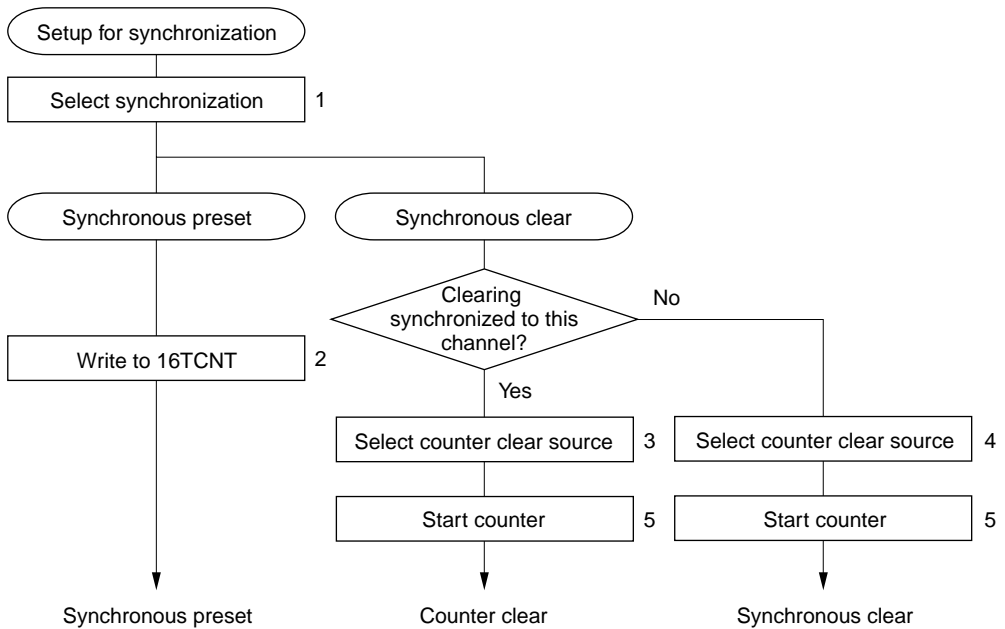 Setup for synchronization
Select synchronization 1
Synchronous preset
Synchronous clear
Clearing
synchronized to this
channel?
No
Write to 16TCNT 2
Yes
Select counter clear source 3
Select counter clear source 4
Start counter 5
Start counter 5
Synchronous preset
Counter clear
Synchronous clear